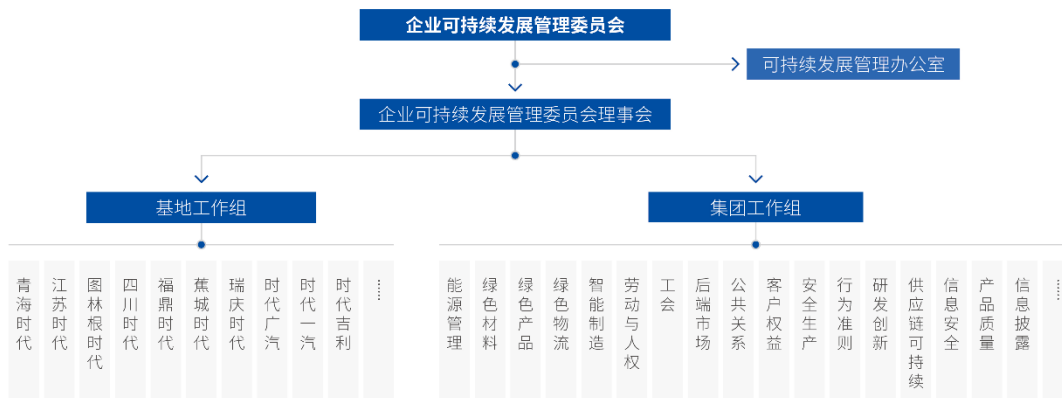 企业可持续发展管理委员会
可持续发展管理办公室
企业可持续发展管理委员会理事会
基地工作组
集团工作组
青海时代
江苏时代
图林根时代
四川时代
福鼎时代
蕉城时代
瑞庆时代
时代广汽
时代一汽
时代吉利
......
能源管理
绿色材料
绿色产品
绿色物流
智能制造
劳动与人权
工会
后端市场
公共关系
客户权益
安全生产
行为准则
研发创新
供应链可持续
信息安全
产品质量
信息披露
......